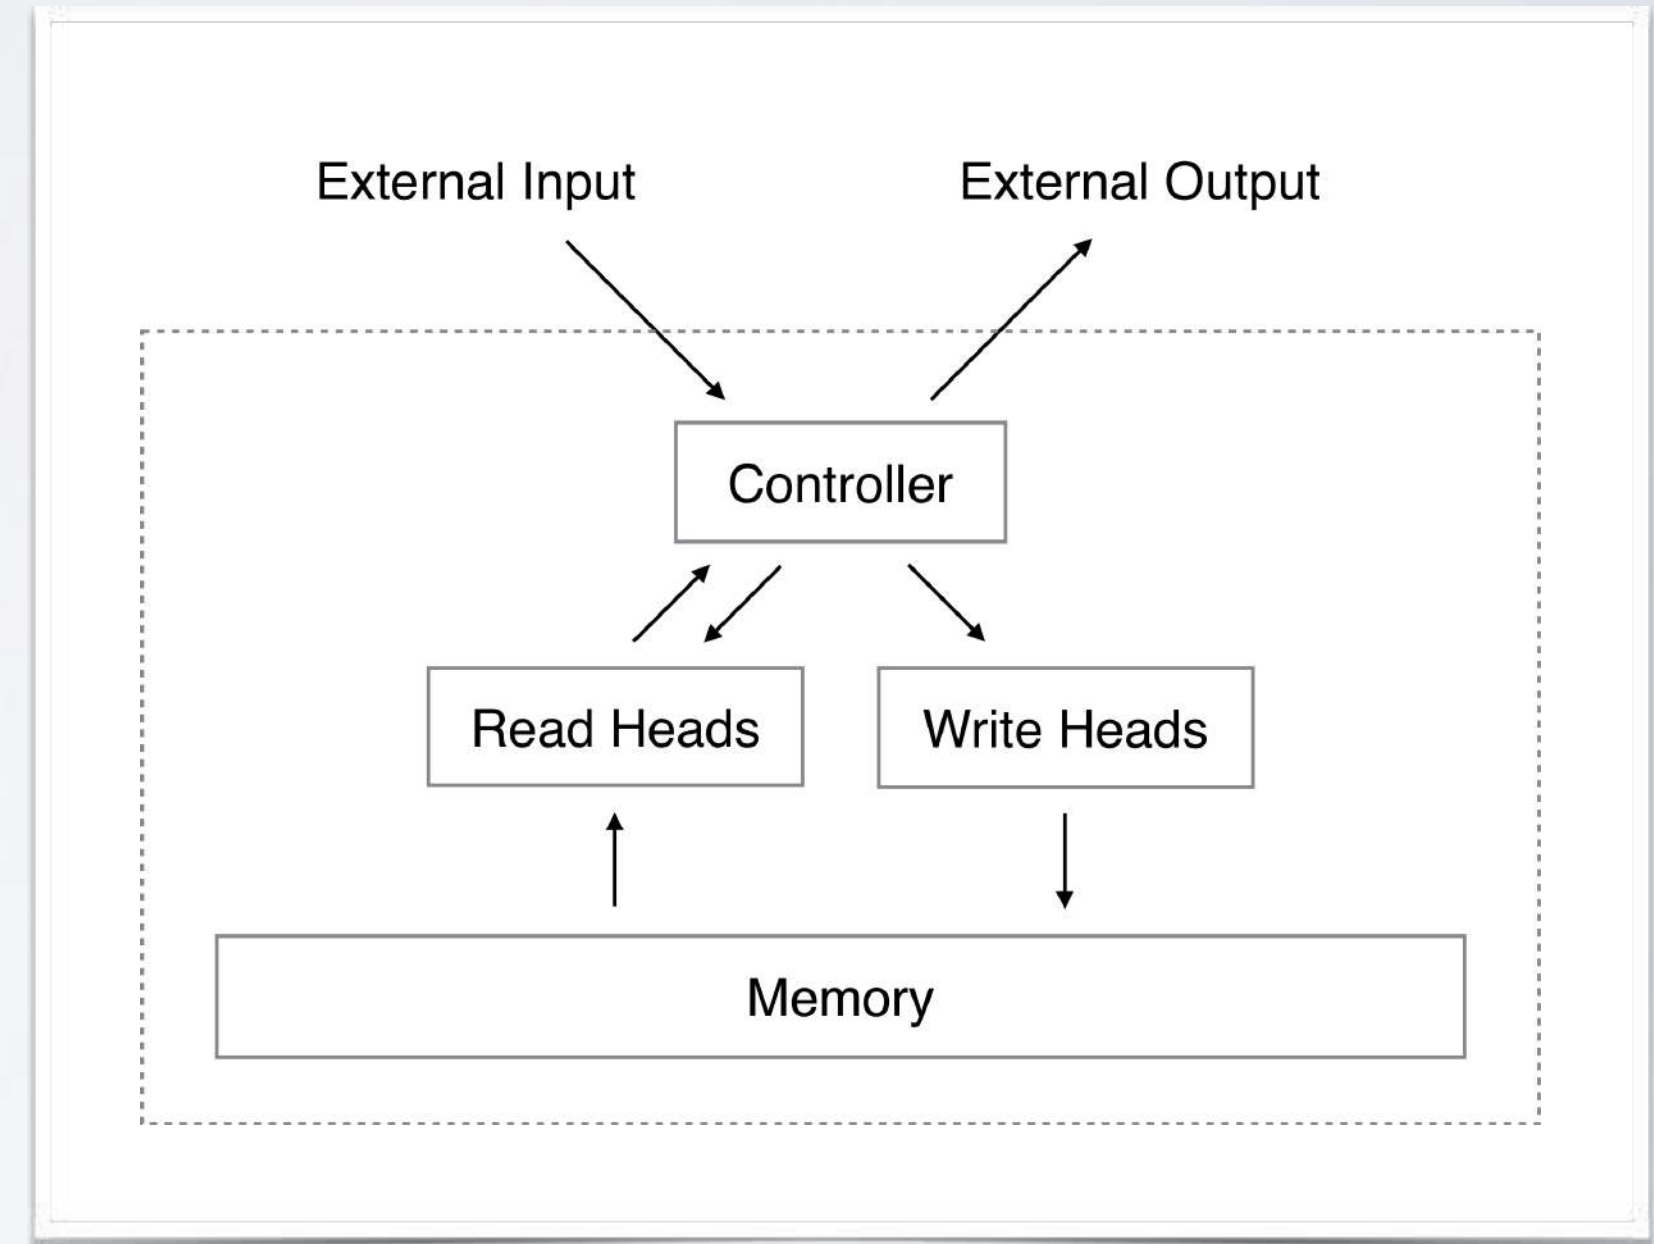 External Input
External Output
Controller
Read Heads
Write Heads
Memory